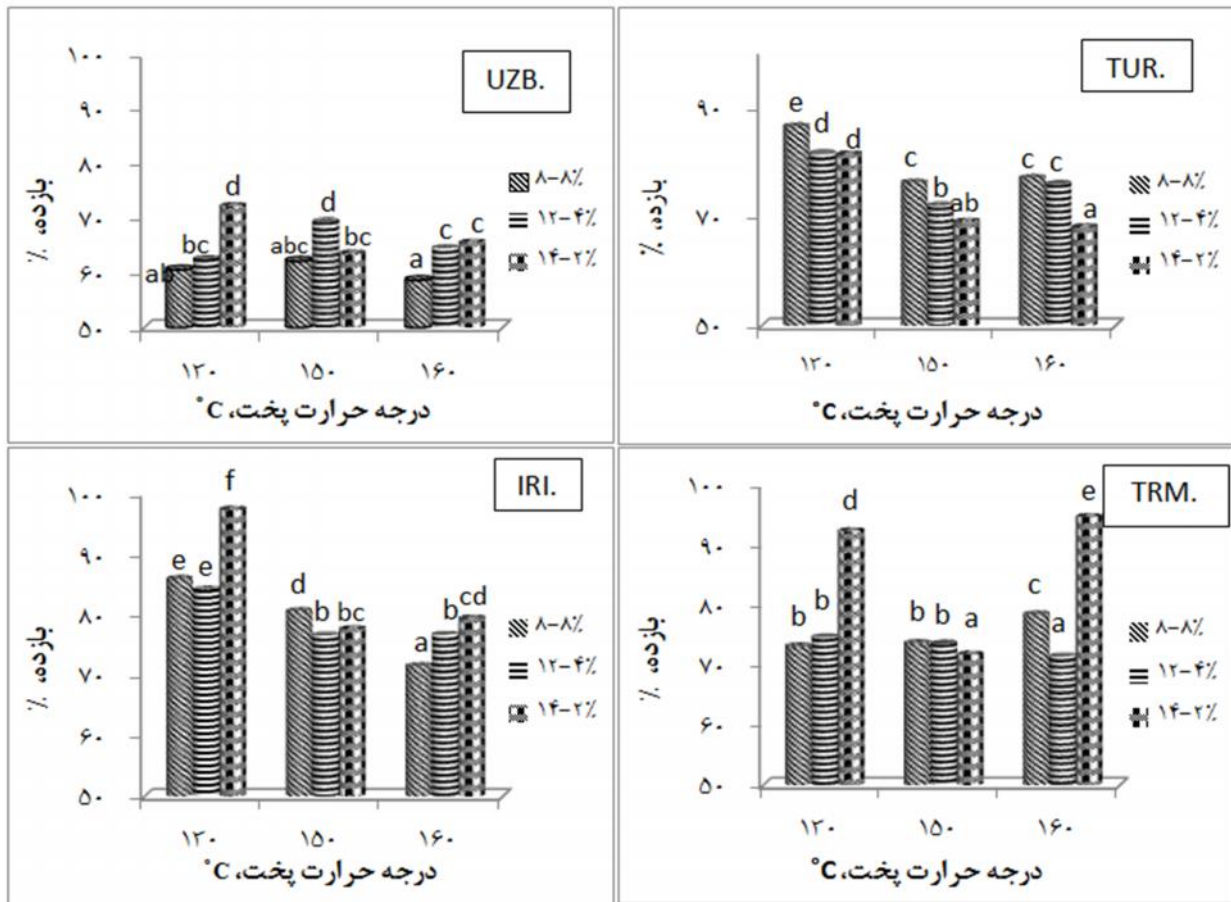 UZB.
۱۰۰
۹۰
۸۰
۷۰
۶۰
۵۰
بازده، ٪
ab bc d
abc d bc
a c c
۸-۸٪
۱۲-۴٪
۱۴-۲٪
۱۲۰ ۱۵۰ ۱۶۰
درجه حرارت پخت، °C
TUR.
۹۰
۷۰
۵۰
بازده، ٪
e d d
c b ab
c c a
۸-۸٪
۱۲-۴٪
۱۴-۲٪
۱۲۰ ۱۵۰ ۱۶۰
درجه حرارت پخت، °C
IRI.
۱۰۰
۹۰
۸۰
۷۰
۶۰
۵۰
بازده، ٪
e e f
d b bc
a b cd
۸-۸٪
۱۲-۴٪
۱۴-۲٪
۱۲۰ ۱۵۰ ۱۶۰
درجه حرارت پخت، °C
TRM.
۱۰۰
۹۰
۸۰
۷۰
۶۰
۵۰
بازده، ٪
b b d
b b a
c a e
۸-۸٪
۱۲-۴٪
۱۴-۲٪
۱۲۰ ۱۵۰ ۱۶۰
درجه حرارت پخت، °C